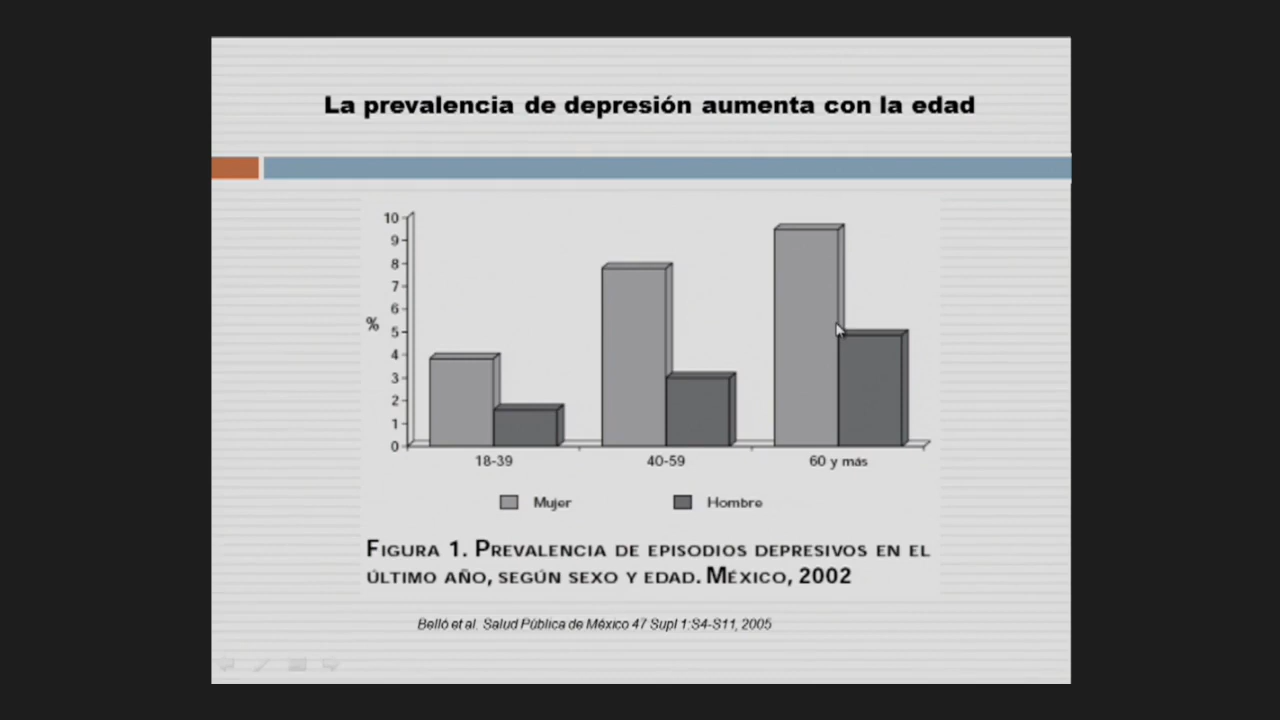 La prevalencia de depresión aumenta con la edad
10
9
8
7
6
5
4
3
2
1
0
%
18-39
40-59
60 y más
Mujer
Hombre
FIGURA 1. PREVALENCIA DE EPISODIOS DEPRESIVOS EN EL
ÚLTIMO AÑO, SEGÚN SEXO Y EDAD. MÉXICO, 2002
Belló et al. Salud Pública de México 47 Supl 1:S4-S11, 2005